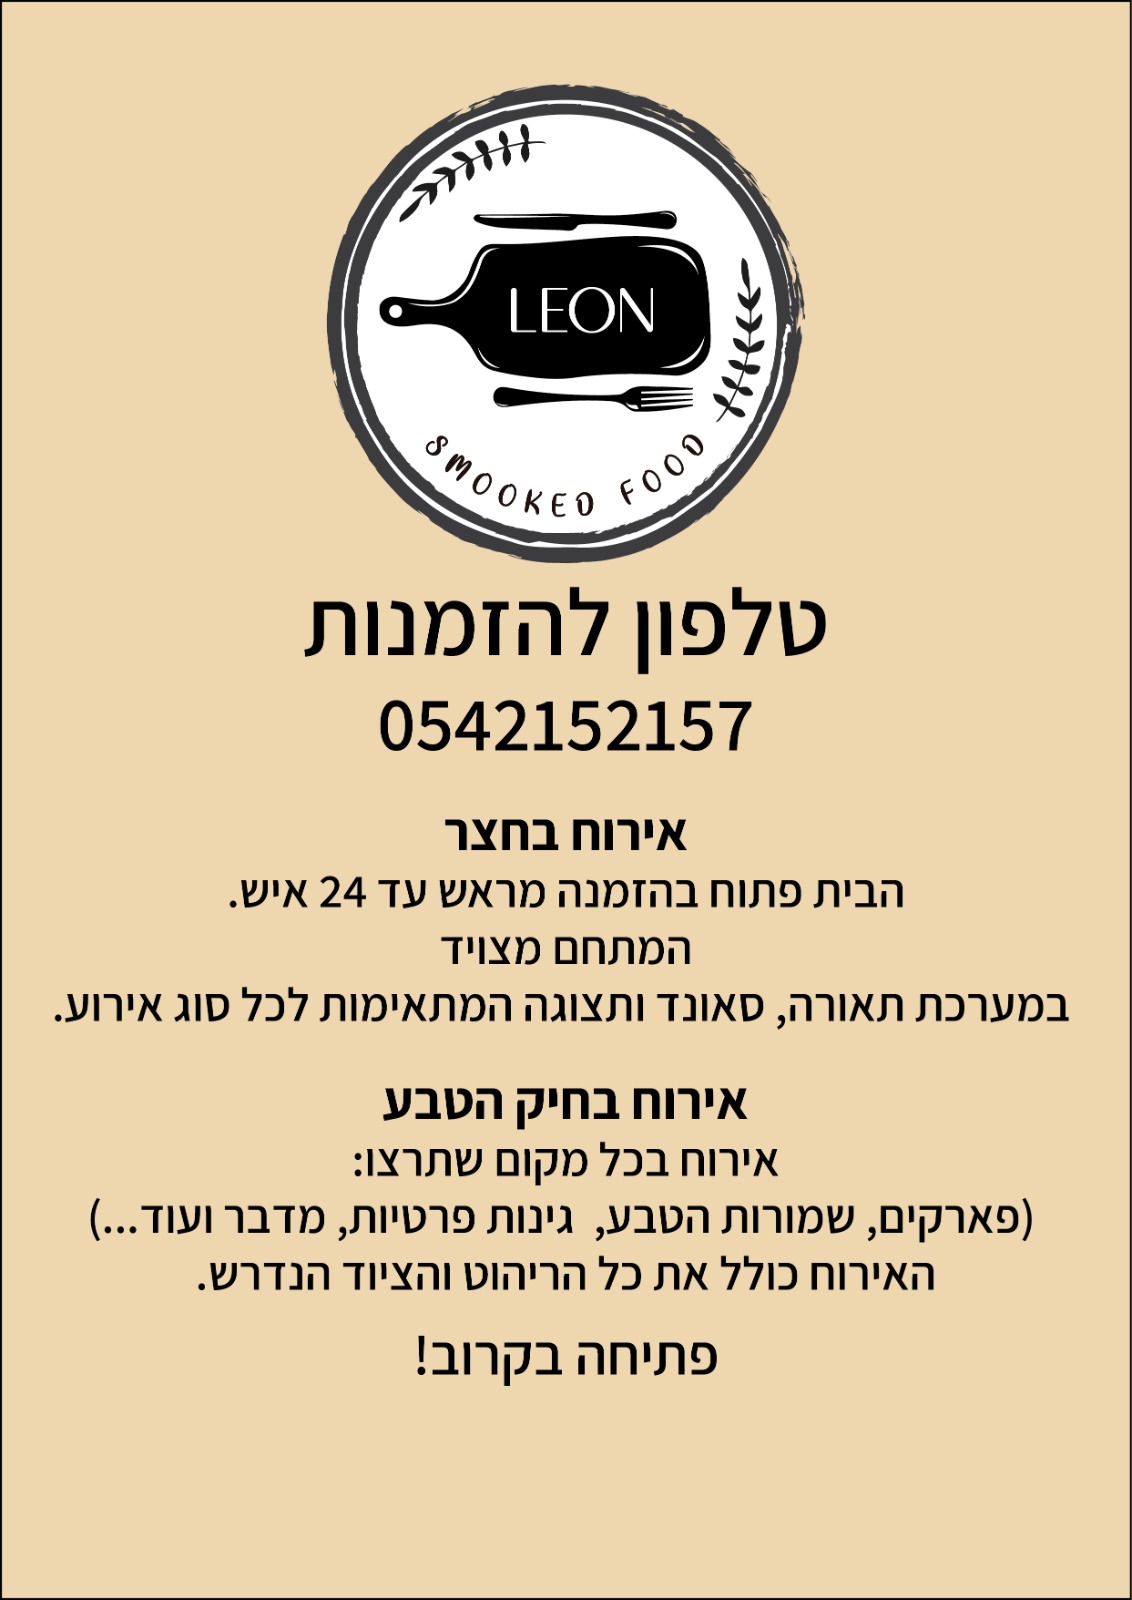 LEON
SMOOKED FOOD
טלפון להזמנות
0542152157
אירוח בחצר
הבית פתוח בהזמנה מראש עד 24 איש.
המתחם מצויד
במערכת תאורה, סאונד ותצוגה המתאימות לכל סוג אירוע.
אירוח בחיק הטבע
אירוח בכל מקום שתרצו:
(פארקים, שמורות הטבע, גינות פרטיות, מדבר ועוד...)
האירוח כולל את כל הריהוט והציוד הנדרש.
פתיחה בקרוב!